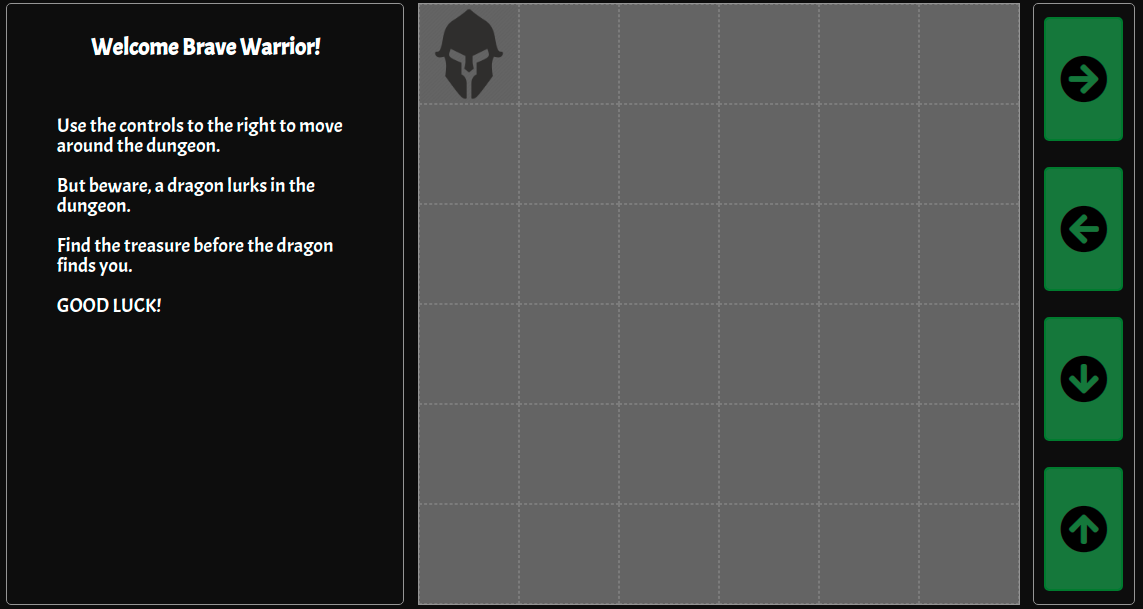 Welcome Brave Warrior!
Use the controls to the right to move
around the dungeon.
But beware, a dragon lurks in the
dungeon.
Find the treasure before the dragon
finds you.
GOOD LUCK!